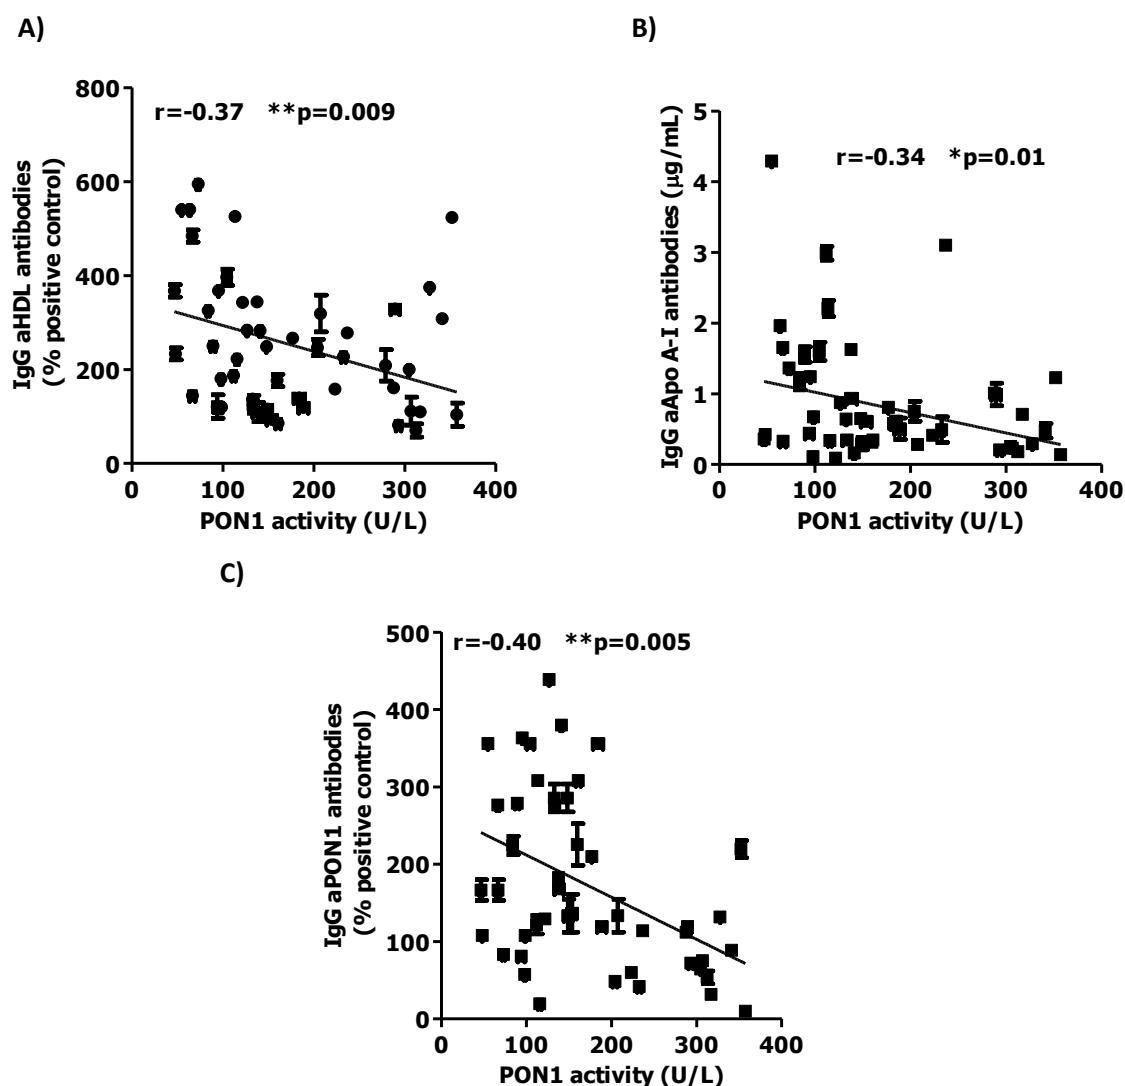 A)
B)
r=-0.37 **p=0.009
IgG aHDL antibodies
(% positive control)
800
600
400
200
0
0 100 200 300 400
PON1 activity (U/L)
r=-0.34 *p=0.01
IgG aApo A-I antibodies (µg/mL)
5
4
3
2
1
0
0 100 200 300 400
PON1 activity (U/L)
C)
r=-0.40 **p=0.005
IgG aPON1 antibodies
(% positive control)
500
400
300
200
100
0
0 100 200 300 400
PON1 activity (U/L)